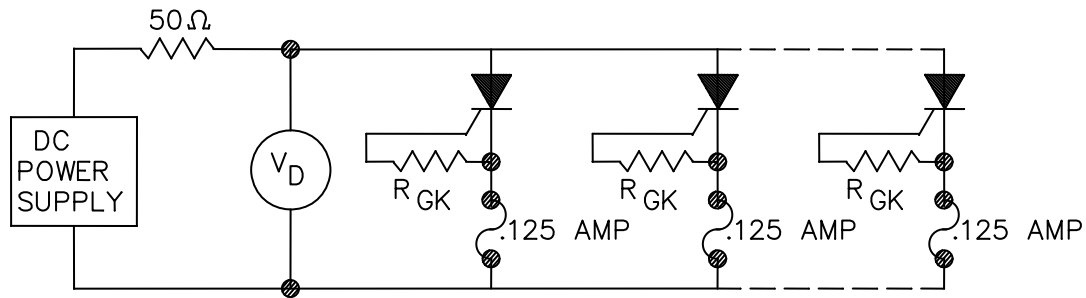 50Ω
DC
POWER
SUPPLY
V D
R GK
.125 AMP
R GK
.125 AMP
R GK
.125 AMP